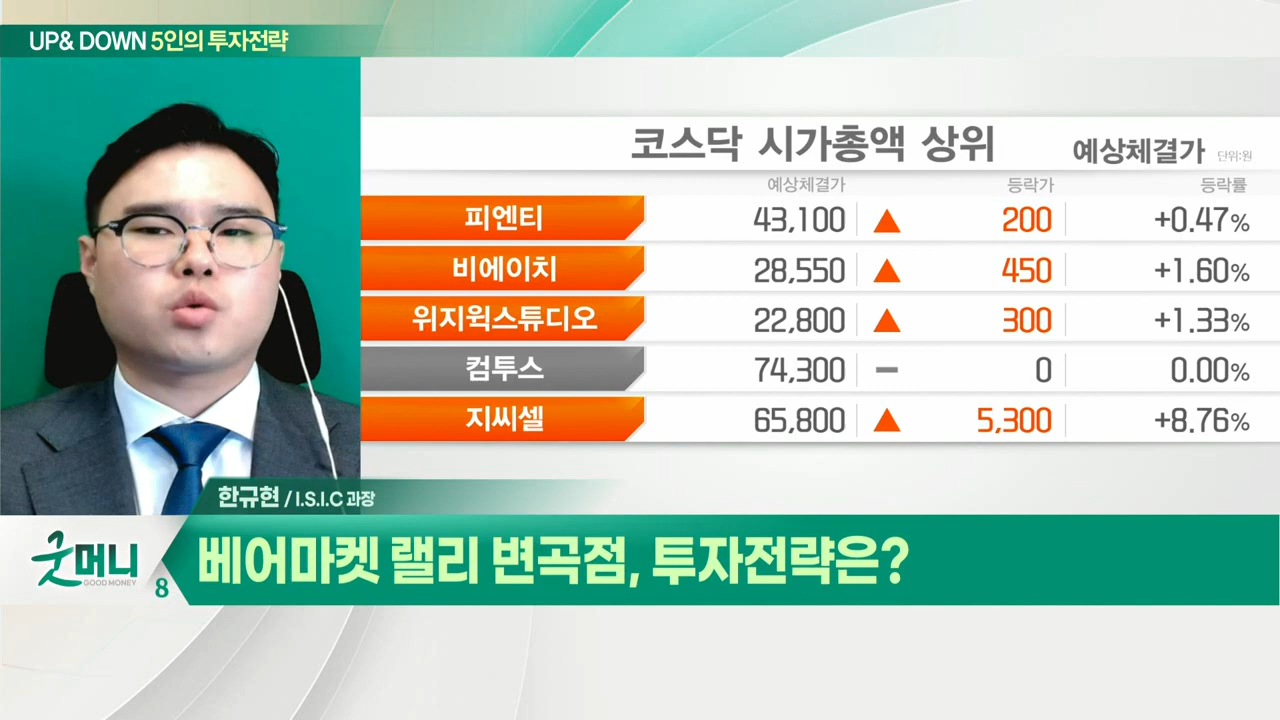 UP& DOWN 5인의 투자전략
코스닥 시가총액 상위 예상체결가 단위:원
예상체결가 등락가 등락률
피엔티 43,100 ▲ 200 +0.47%
비에이치 28,550 ▲ 450 +1.60%
위지윅스튜디오 22,800 ▲ 300 +1.33%
컴투스 74,300 - 0 0.00%
지씨셀 65,800 ▲ 5,300 +8.76%
한규현 / I.S.I.C 과장
굿머니
GOOD MONEY
8
베어마켓 랠리 변곡점, 투자전략은?